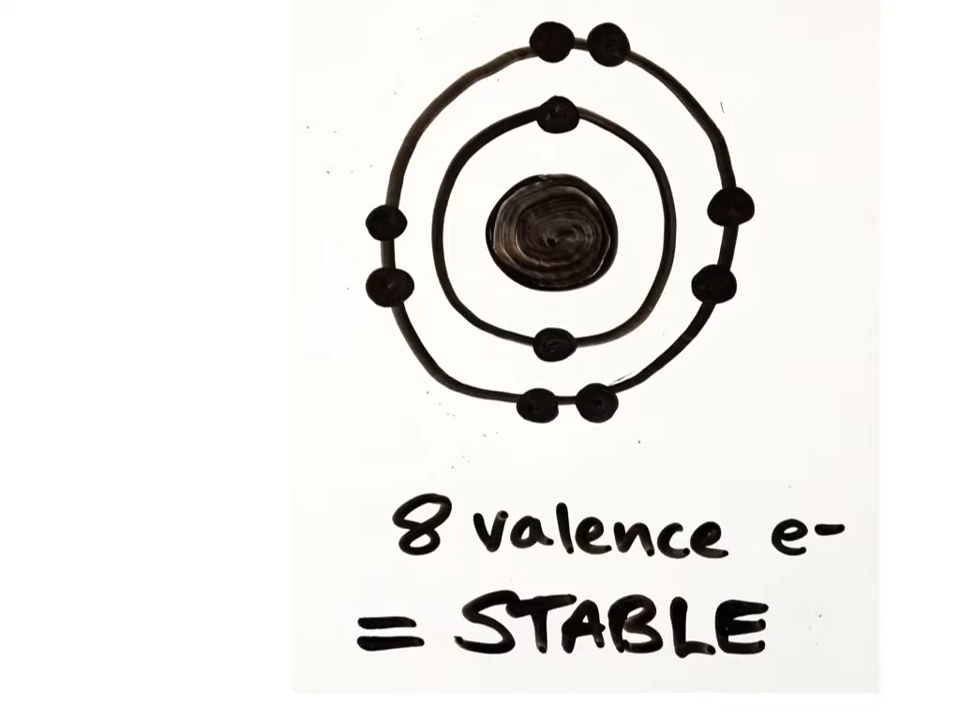 8 valence e-
= STABLE